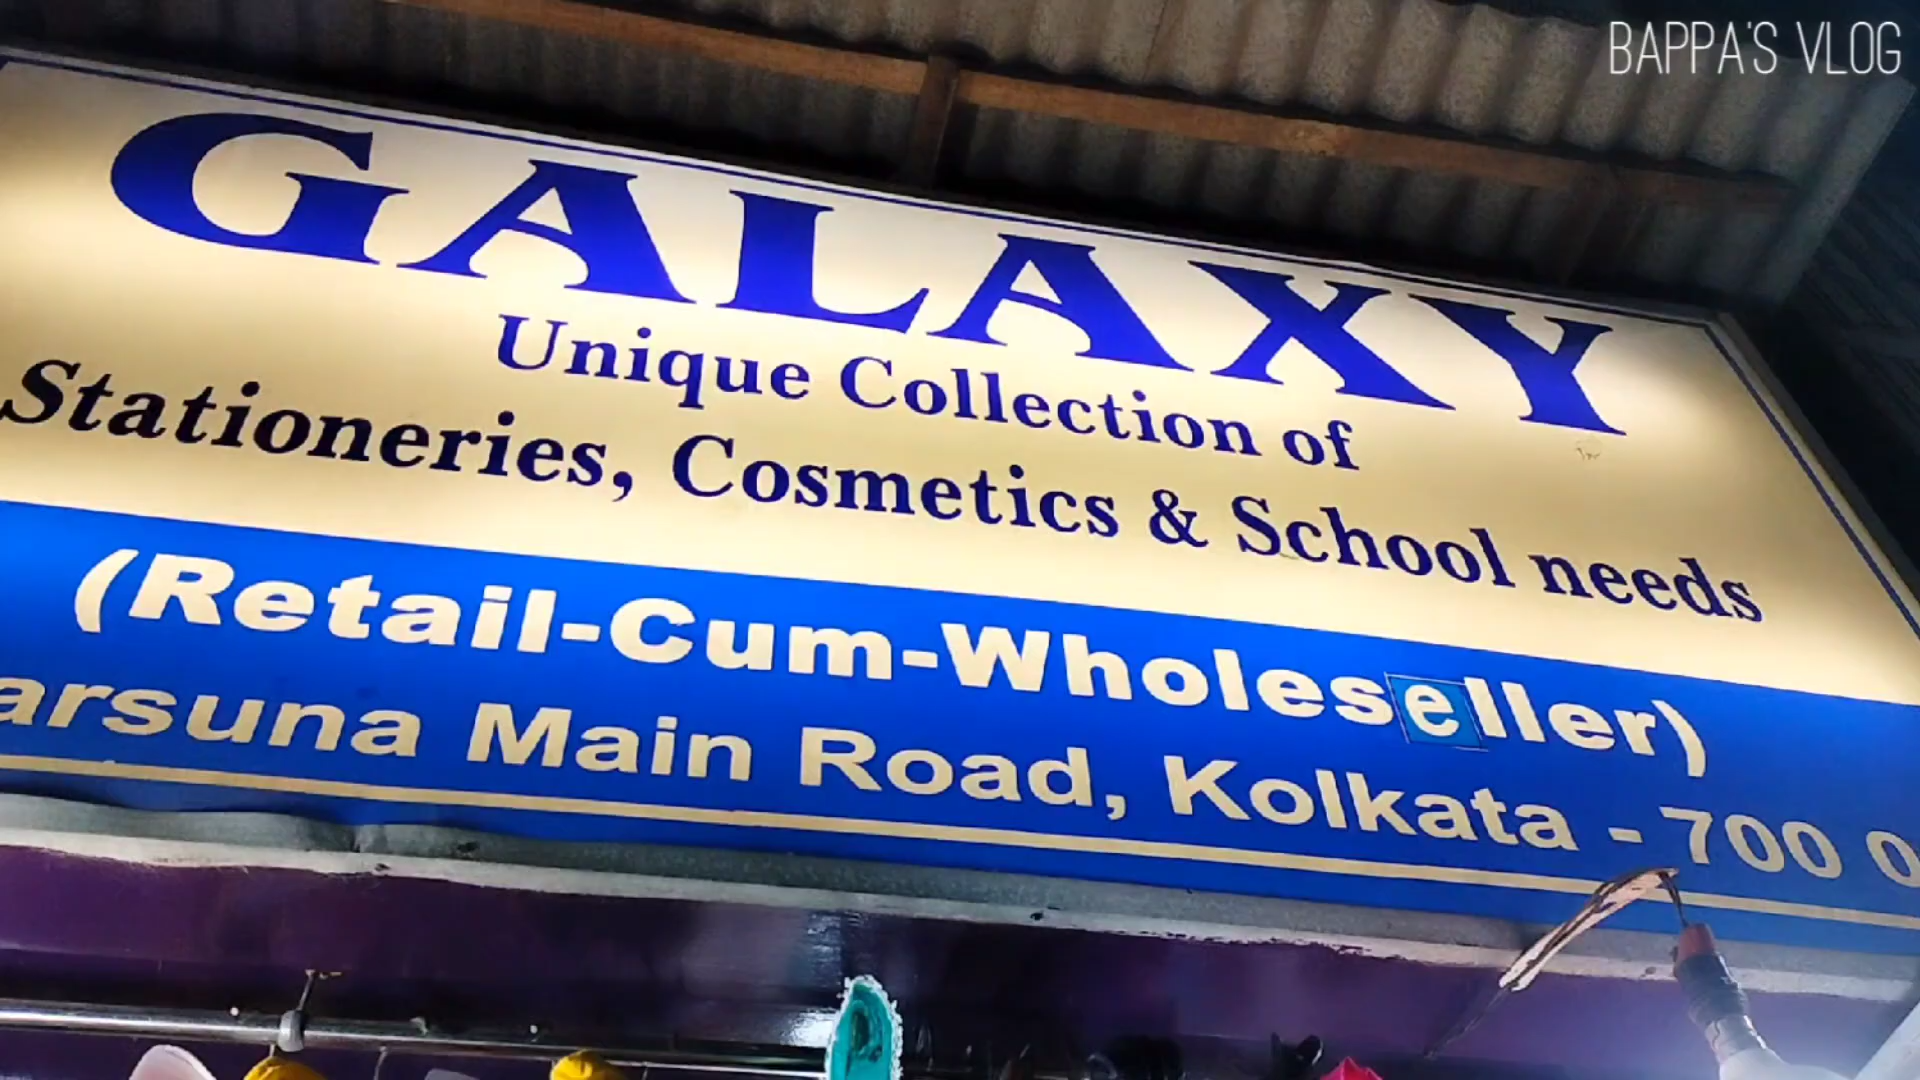 BAPPA'S VLOG
GALAXY
Unique Collection of
Stationeries, Cosmetics & School needs
(Retail-Cum-Wholeseller)
arsuna Main Road, Kolkata - 700 0